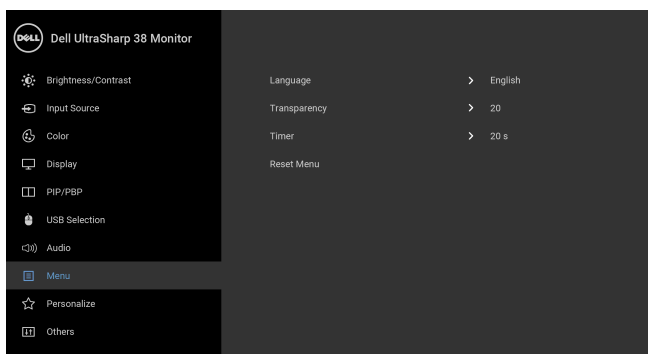 DELL Dell UltraSharp 38 Monitor
Brightness/Contrast
Input Source
Color
Display
PIP/PBP
USB Selection
Audio
Menu
Personalize
Others
Language > English
Transparency > 20
Timer > 20 s
Reset Menu